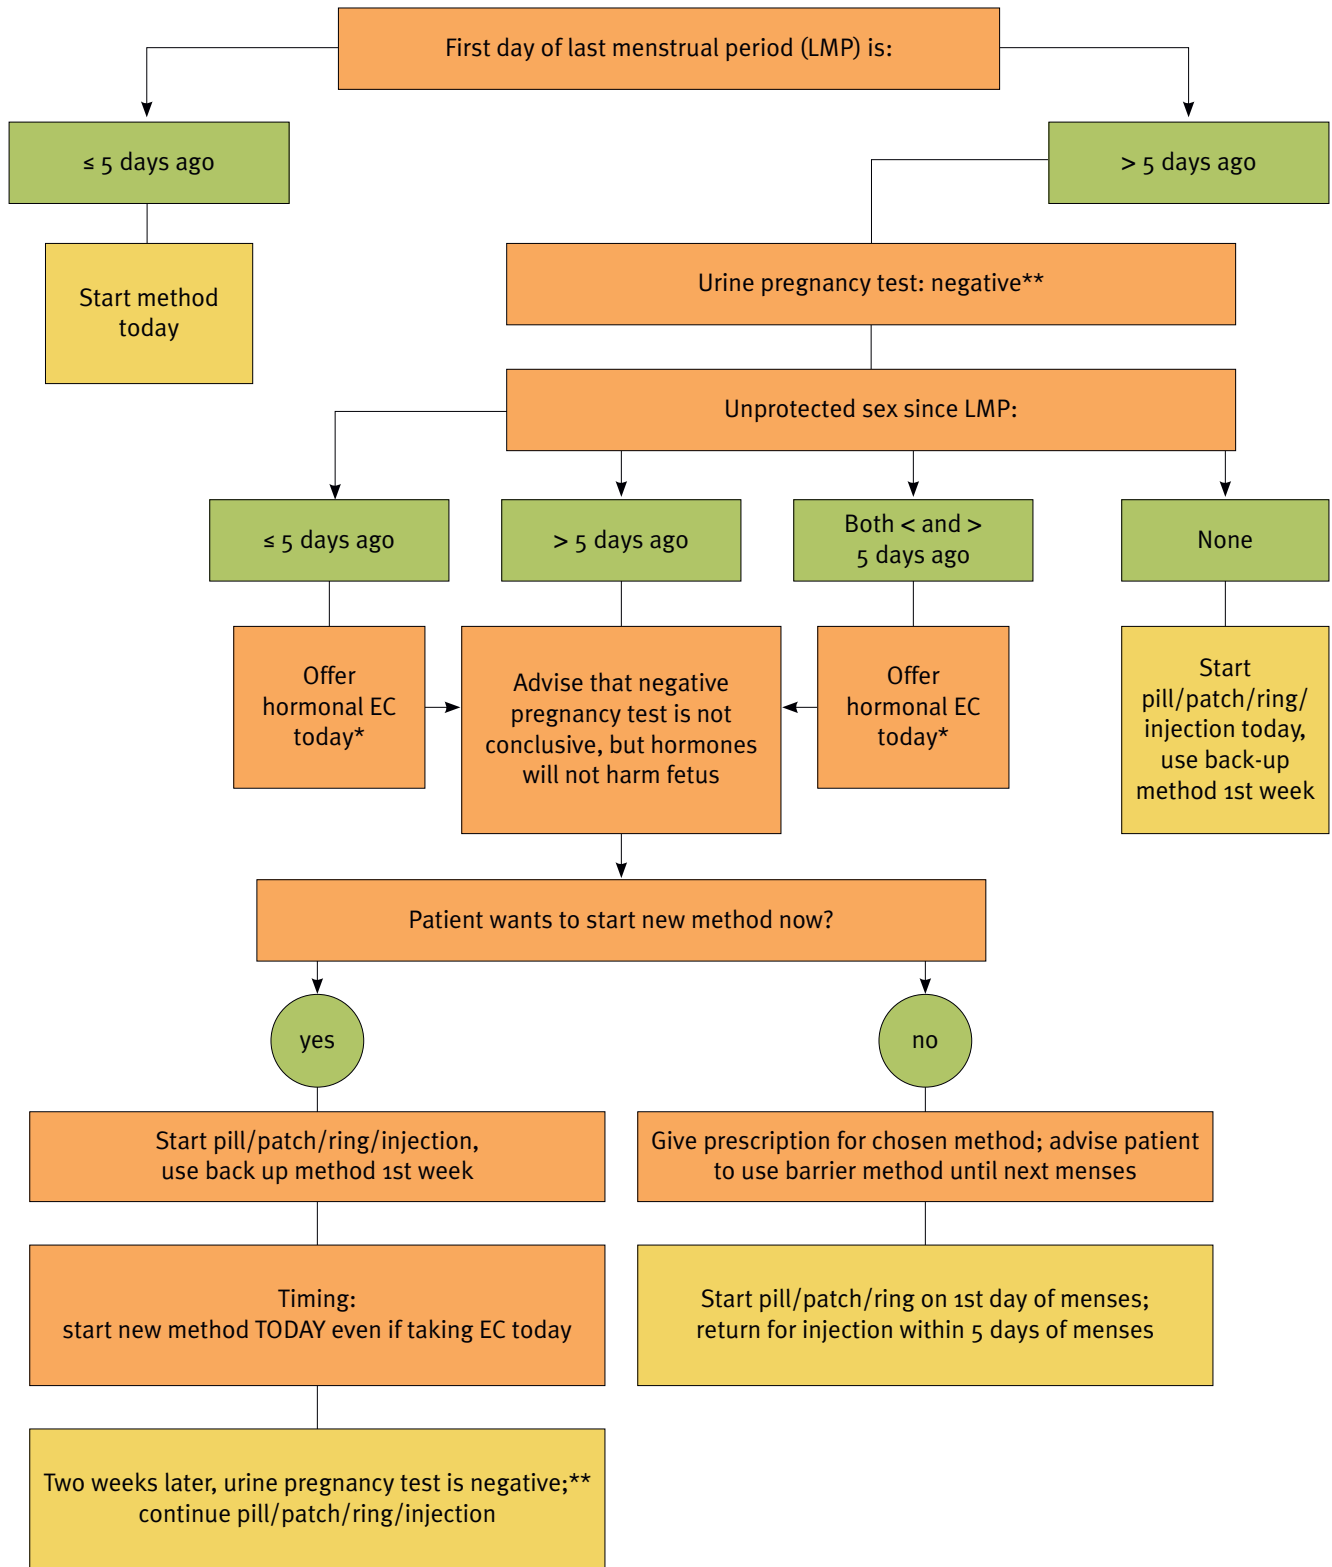 First day of last menstrual period (LMP) is:
≤ 5 days ago
> 5 days ago
Start method
today
Urine pregnancy test: negative**
Unprotected sex since LMP:
≤ 5 days ago
> 5 days ago
Both < and >
5 days ago
None
Offer
hormonal EC
today*
Advise that negative
pregnancy test is not
conclusive, but hormones
will not harm fetus
Offer
hormonal EC
today*
Start
pill/patch/ring/
injection today,
use back-up
method 1st week
Patient wants to start new method now?
yes
no
Start pill/patch/ring/injection,
use back up method 1st week
Give prescription for chosen method; advise patient
to use barrier method until next menses
Timing:
start new method TODAY even if taking EC today
Start pill/patch/ring on 1st day of menses;
return for injection within 5 days of menses
Two weeks later, urine pregnancy test is negative;**
continue pill/patch/ring/injection